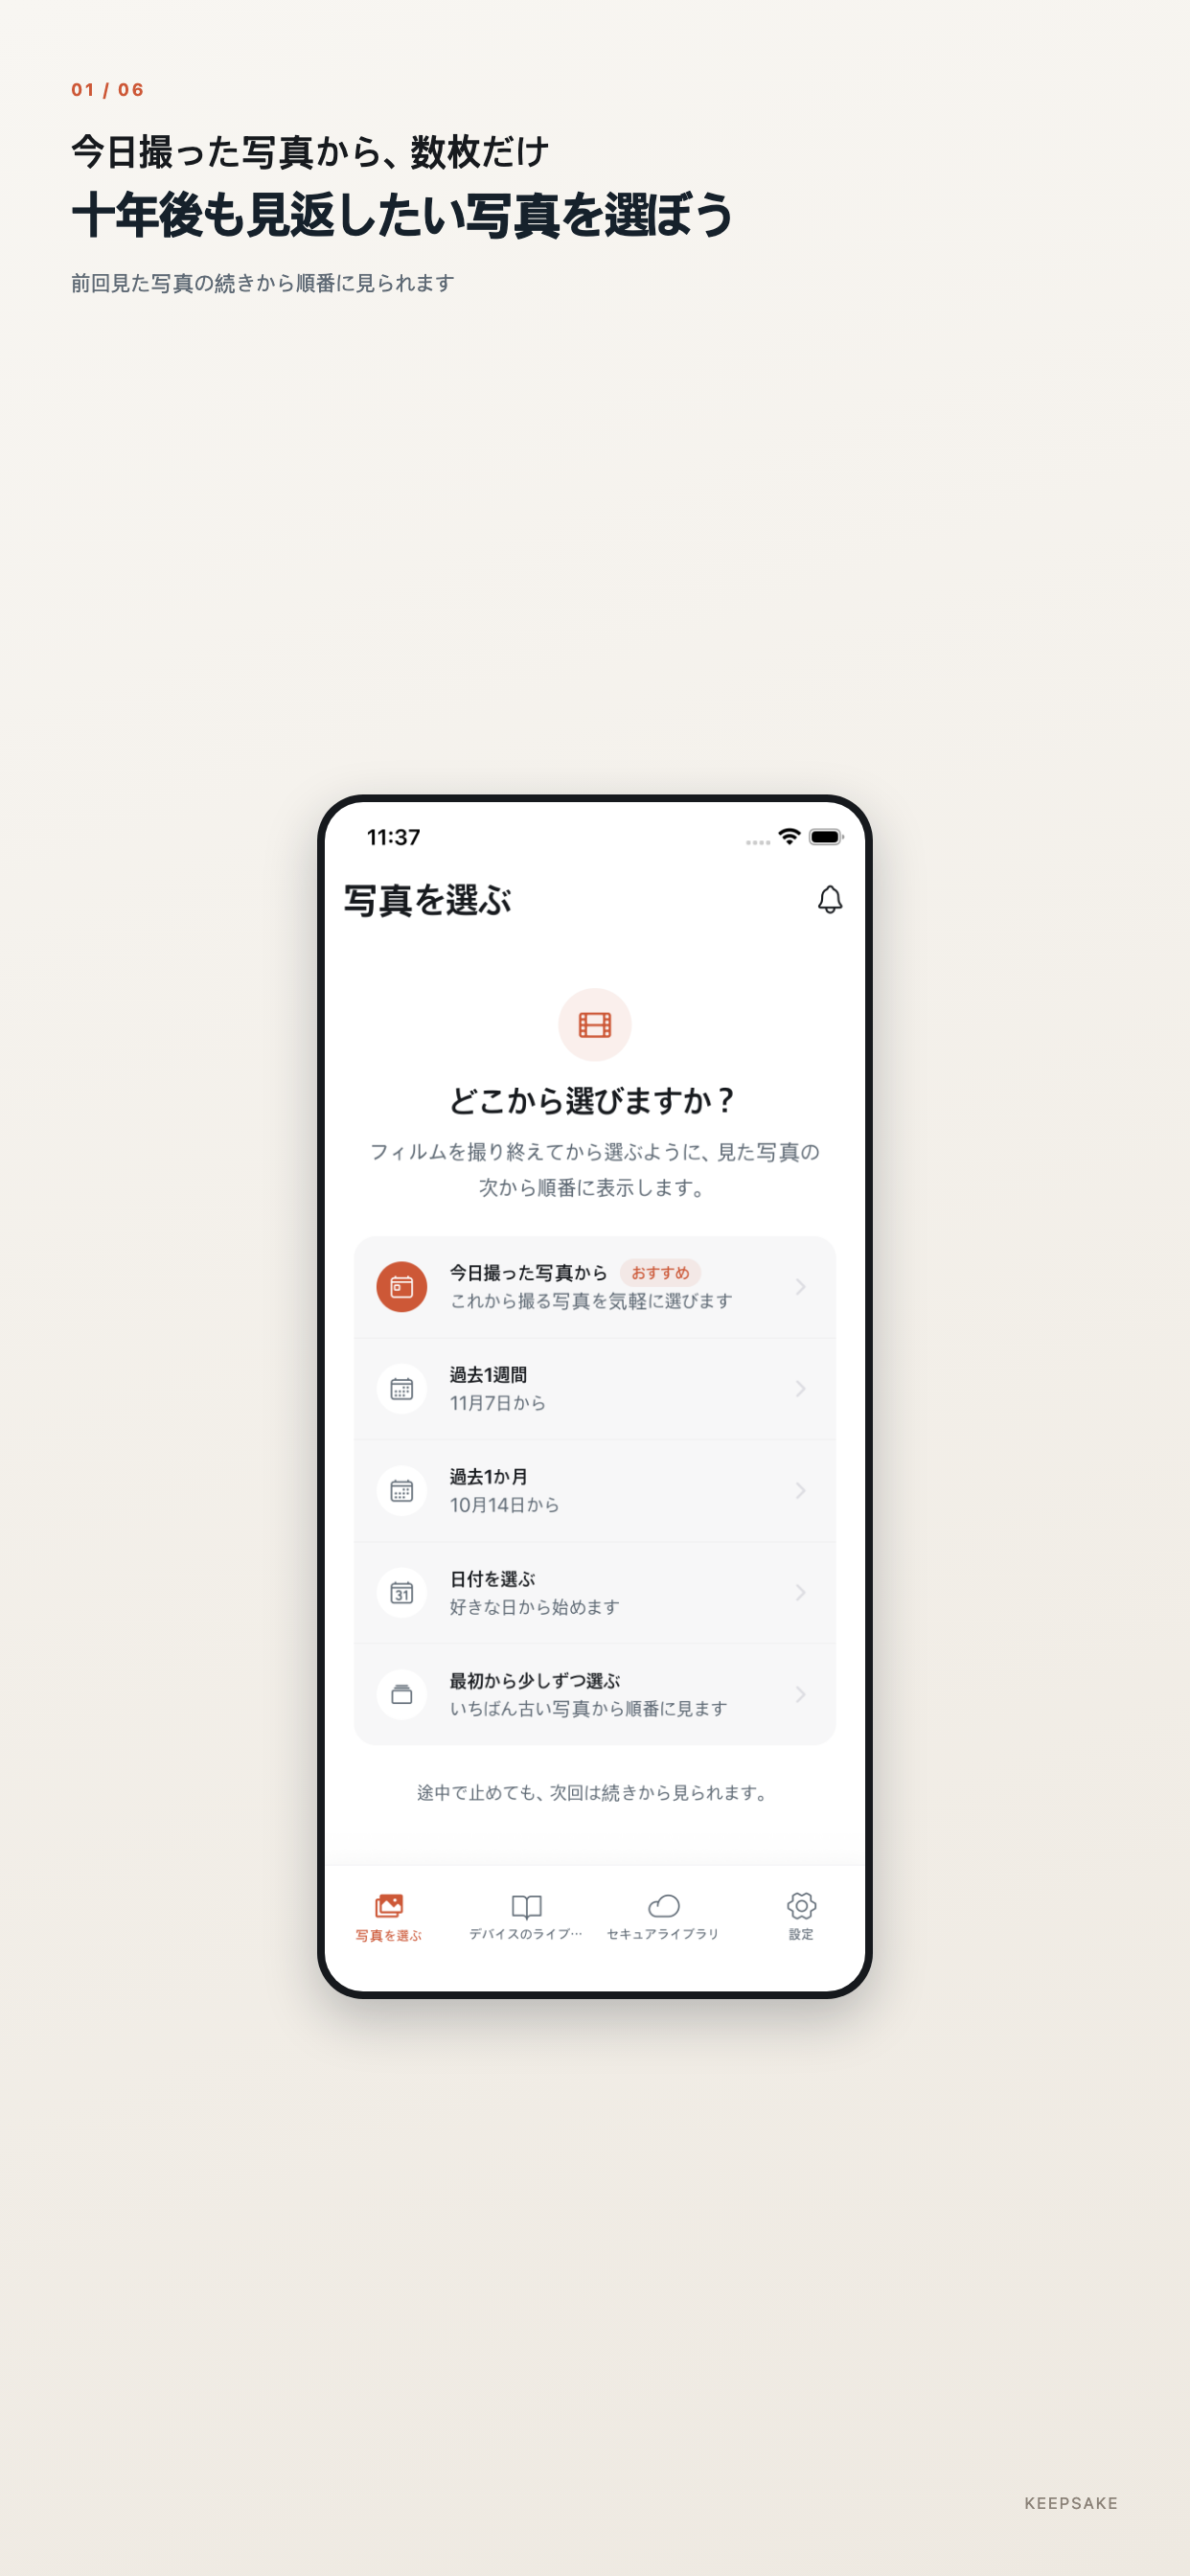 01 / 06
今日撮った写真から、数枚だけ
十年後も見返したい写真を選ぼう
前回見た写真の続きから順番に見られます
11:37
写真を選ぶ
どこから選びますか？
フィルムを撮り終えてから選ぶように、見た写真の
次から順番に表示します。
今日撮った写真から おすすめ
これから撮る写真を気軽に選びます
過去1週間
11月7日から
過去1か月
10月14日から
31
日付を選ぶ
好きな日から始めます
最初から少しずつ選ぶ
いちばん古い写真から順番に見ます
途中で止めても、次回は続きから見られます。
写真を選ぶ デバイスのライブ… セキュアライブラリ 設定
KEEPSAKE